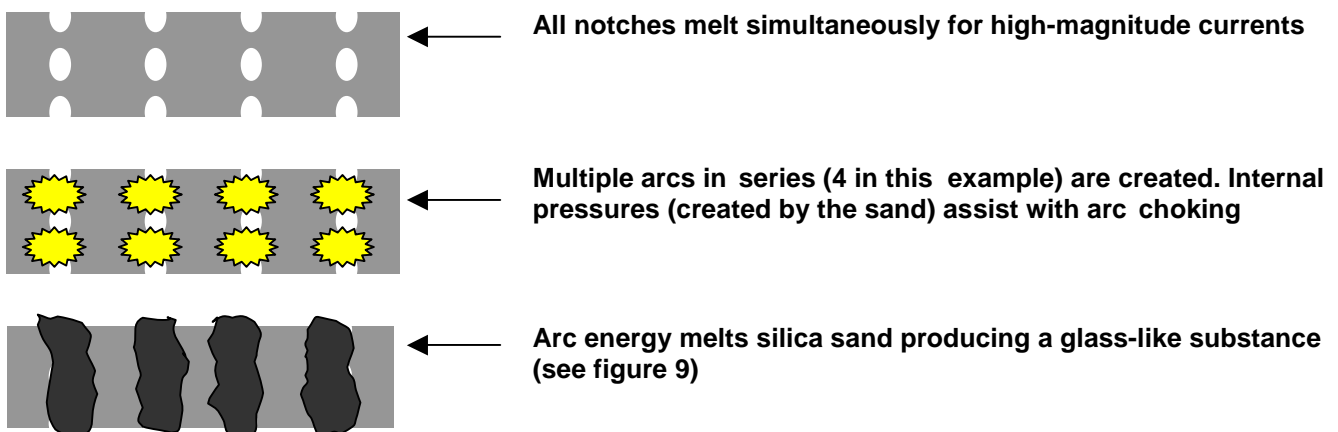 All notches melt simultaneously for high-magnitude currents
Multiple arcs in series (4 in this example) are created. Internal
pressures (created by the sand) assist with arc choking
Arc energy melts silica sand producing a glass-like substance
(see figure 9)